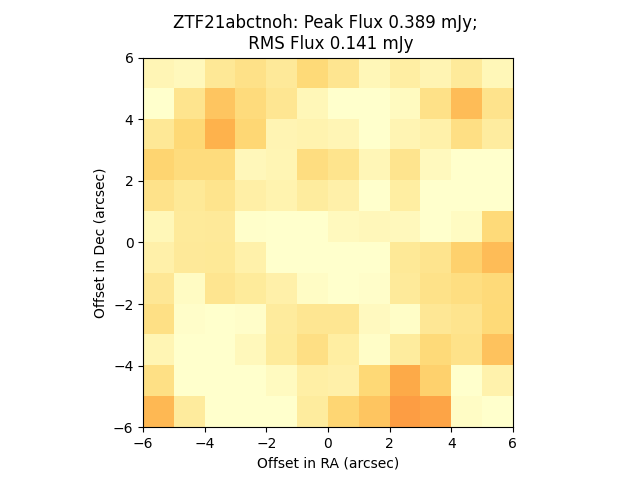 ZTF21abctnoh: Peak Flux 0.389 mJy;
RMS Flux 0.141 mJy
6
4
2
0
−2
−4
−6
Offset in Dec (arcsec)
−6 −4 −2 0 2 4 6
Offset in RA (arcsec)